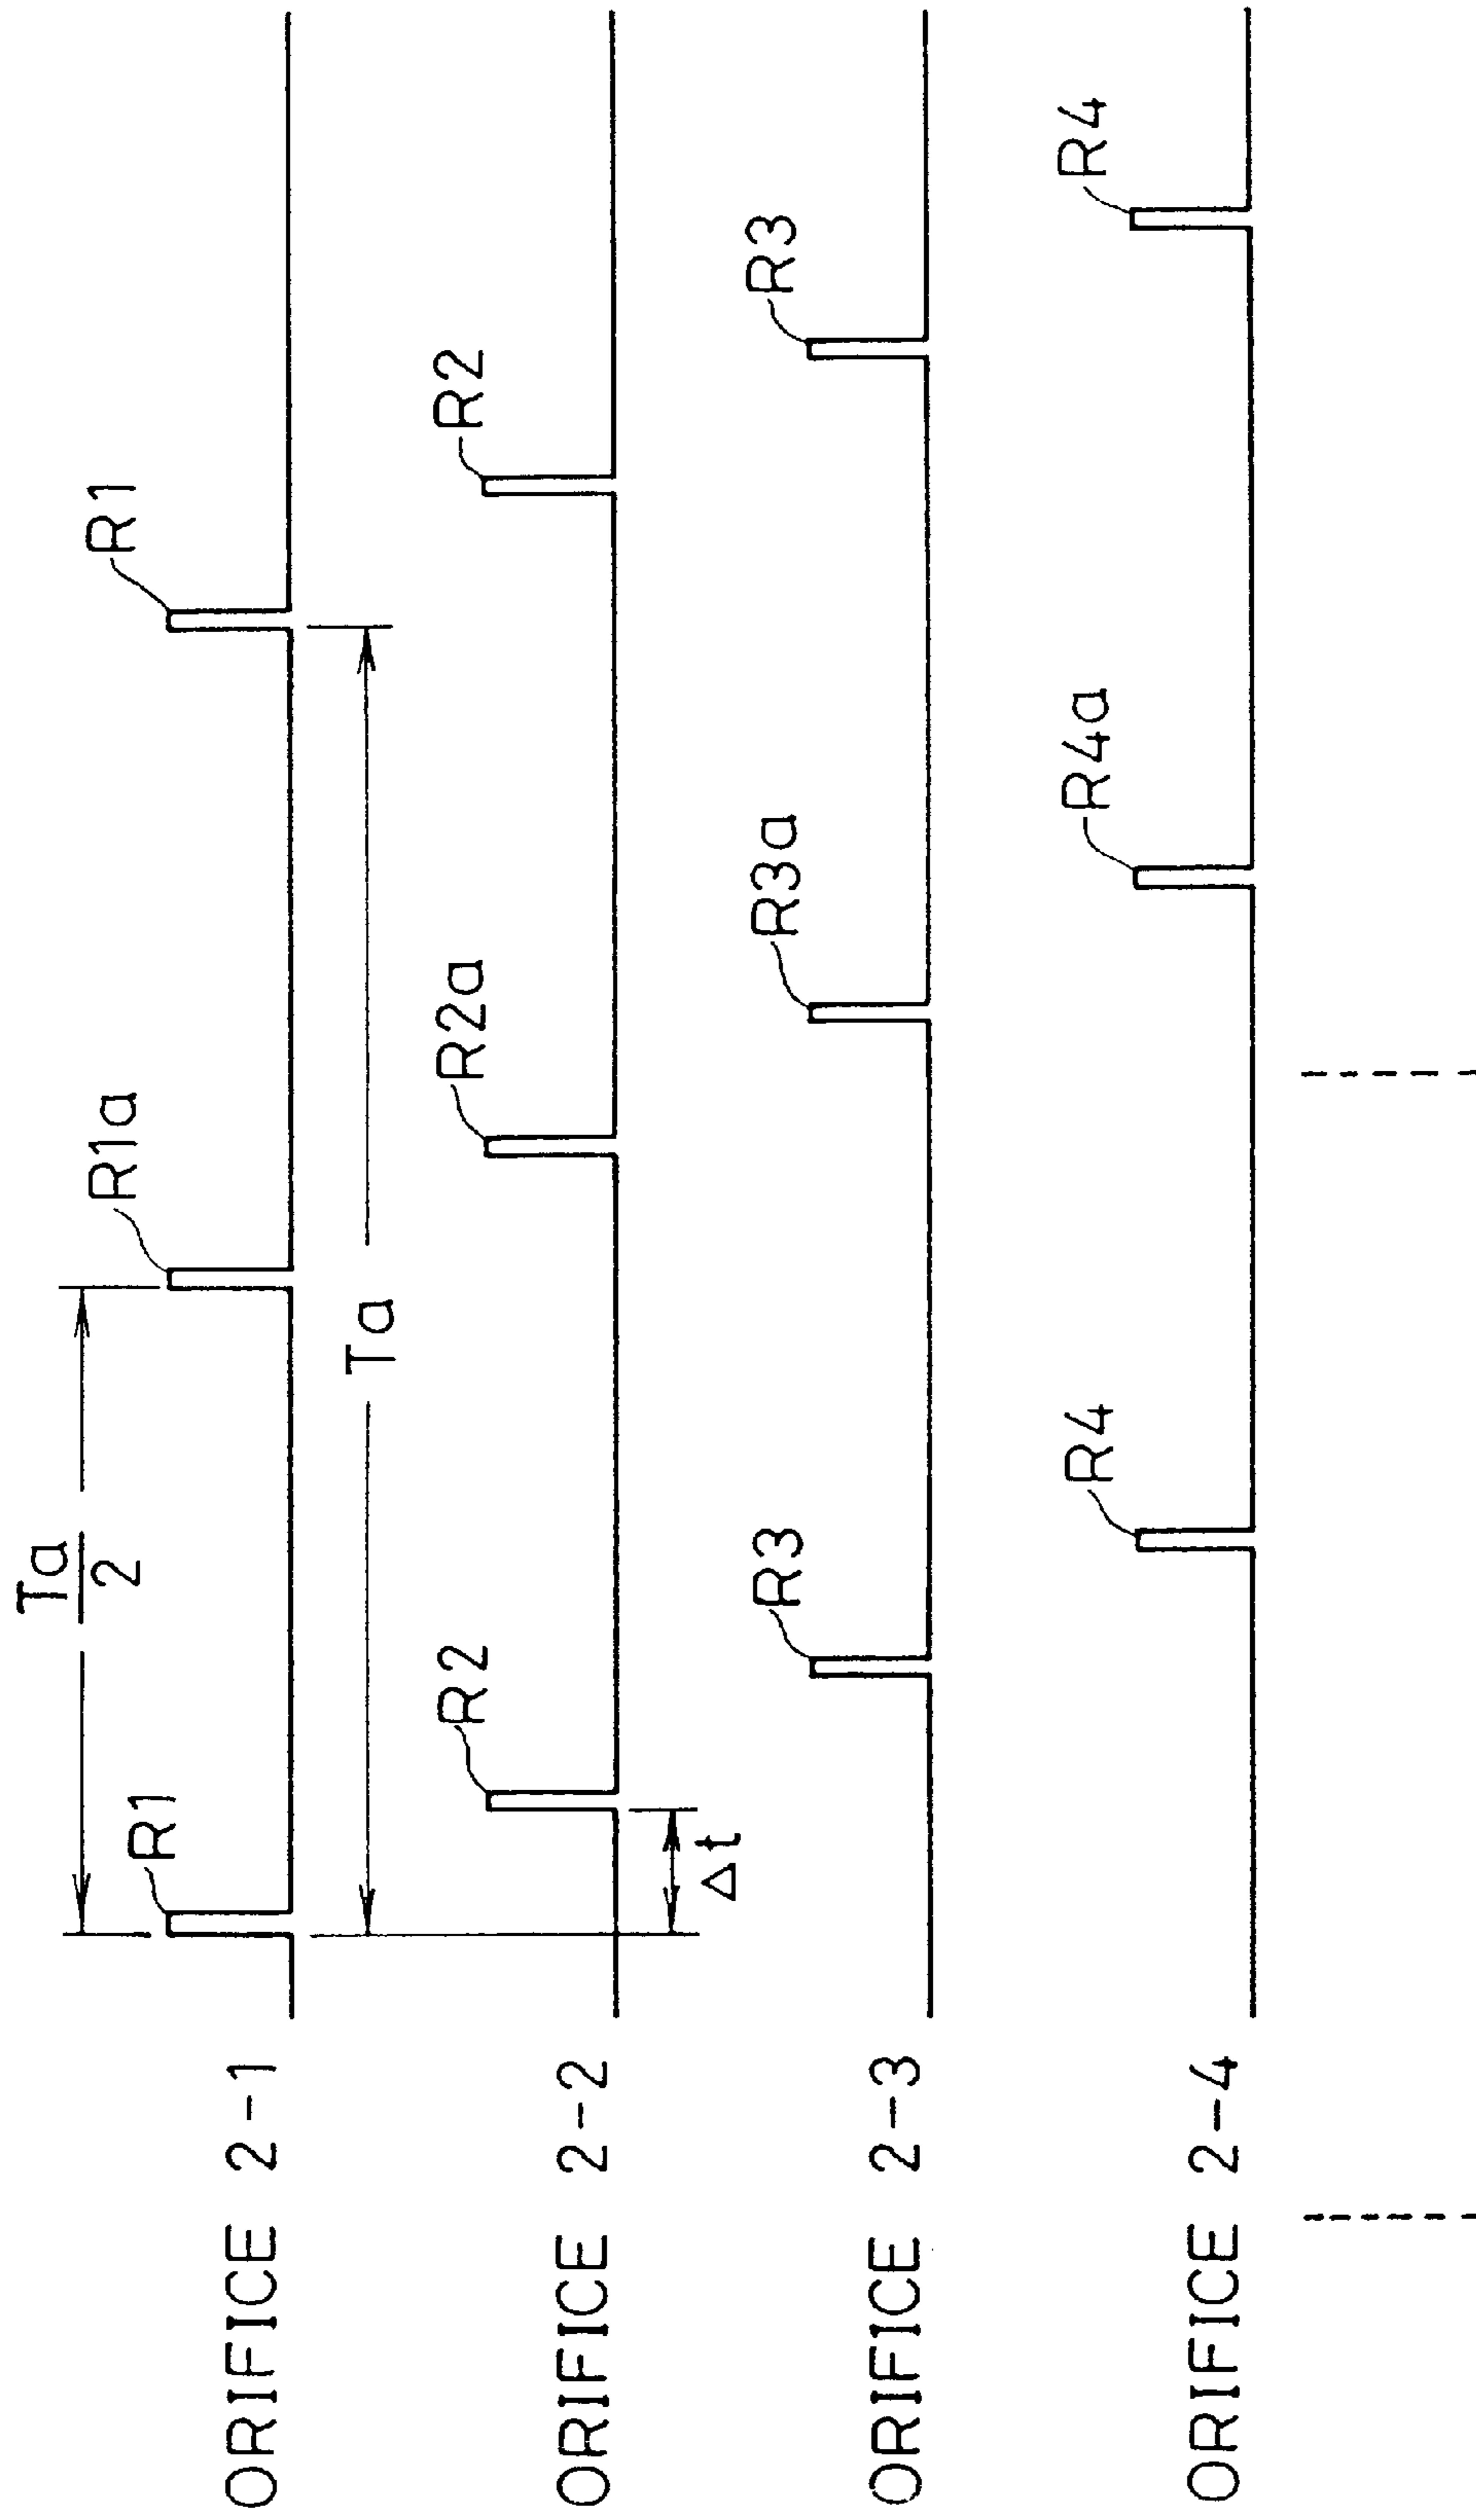 Ta
2
R1
R1a
R1
ORIFICE 2-1
Ta
R2
R2a
R2
ORIFICE 2-2
Δt
R3
R3a
R3
ORIFICE 2-3
R4
R4a
R4
ORIFICE 2-4